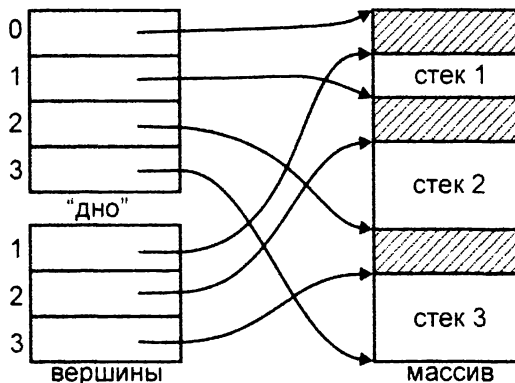 0
1
2
3
"дно"
1
2
3
вершины
стек 1
стек 2
стек 3
массив